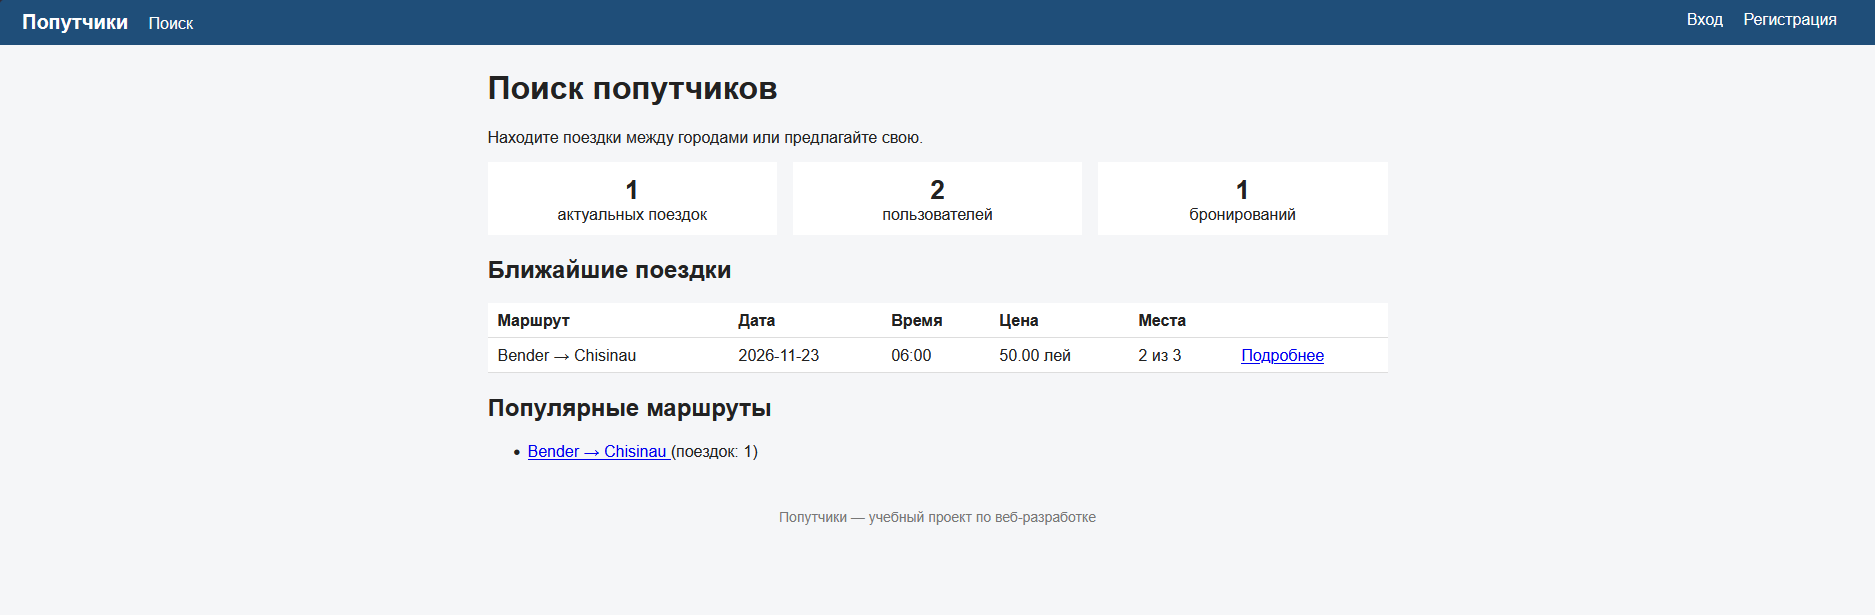 Попутчики Поиск Вход Регистрация
Поиск попутчиков
Находите поездки между городами или предлагайте свою.
1 2 1
актуальных поездок пользователей бронирований
Ближайшие поездки
Маршрут Дата Время Цена Места
Bender → Chisinau 2026-11-23 06:00 50.00 лей 2 из 3 Подробнее
Популярные маршруты
• Bender → Chisinau (поездок: 1)
Попутчики — учебный проект по веб-разработке